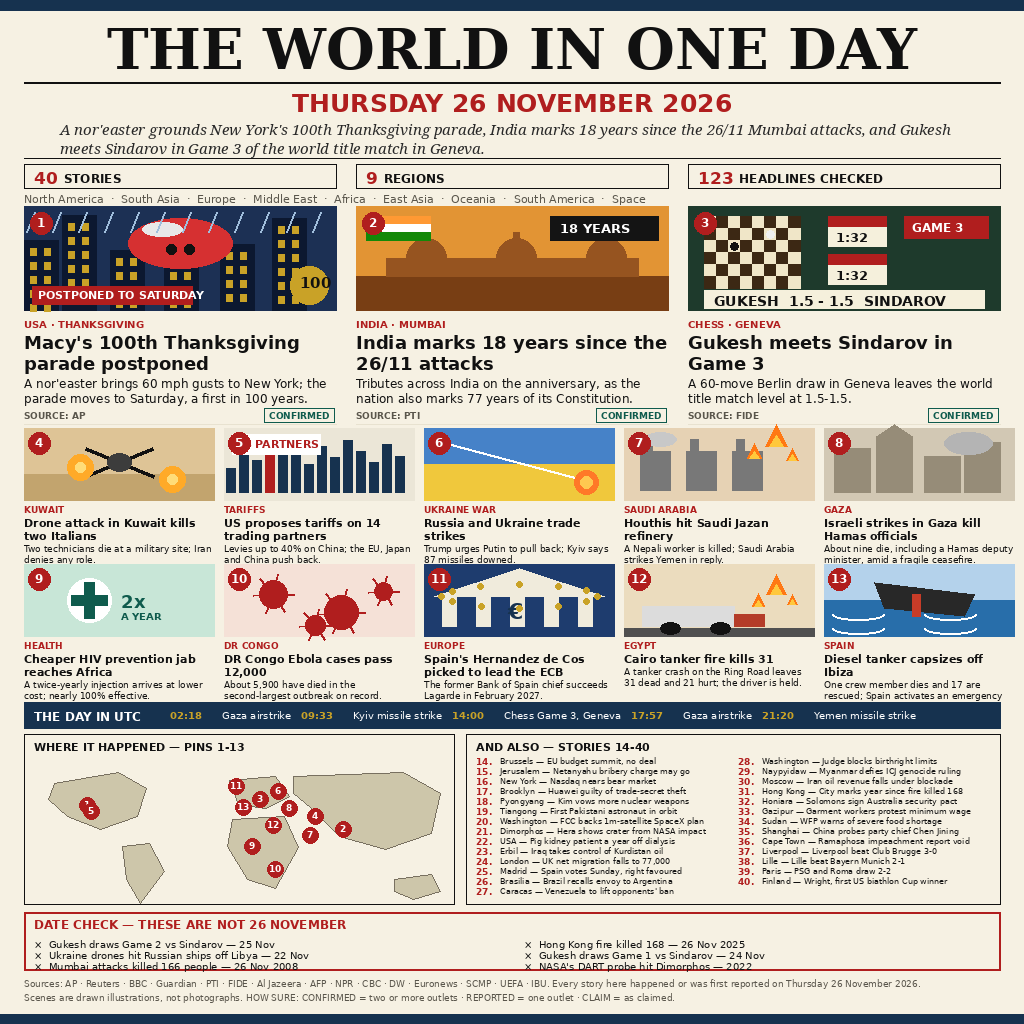 THE WORLD IN ONE DAY
THURSDAY 26 NOVEMBER 2026
A nor'easter grounds New York's 100th Thanksgiving parade, India marks 18 years since the 26/11 Mumbai attacks, and Gukesh
meets Sindarov in Game 3 of the world title match in Geneva.
40 STORIES
9 REGIONS
123 HEADLINES CHECKED
North America · South Asia · Europe · Middle East · Africa · East Asia · Oceania · South America · Space
1
100
POSTPONED TO SATURDAY
USA · THANKSGIVING
Macy's 100th Thanksgiving
parade postponed
A nor'easter brings 60 mph gusts to New York; the
parade moves to Saturday, a first in 100 years.
SOURCE: AP
CONFIRMED
2
18 YEARS
INDIA · MUMBAI
India marks 18 years since the
26/11 attacks
Tributes across India on the anniversary, as the
nation also marks 77 years of its Constitution.
SOURCE: PTI
CONFIRMED
3
1:32
1:32
GAME 3
GUKESH 1.5 - 1.5 SINDAROV
CHESS · GENEVA
Gukesh meets Sindarov in
Game 3
A 60-move Berlin draw in Geneva leaves the world
title match level at 1.5-1.5.
SOURCE: FIDE
CONFIRMED
4
KUWAIT
Drone attack in Kuwait kills
two Italians
Two technicians die at a military site; Iran
denies any role.
5
PARTNERS
TARIFFS
US proposes tariffs on 14
trading partners
Levies up to 40% on China; the EU, Japan
and China push back.
6
UKRAINE WAR
Russia and Ukraine trade
strikes
Trump urges Putin to pull back; Kyiv says
87 missiles downed.
7
SAUDI ARABIA
Houthis hit Saudi Jazan
refinery
A Nepali worker is killed; Saudi Arabia
strikes Yemen in reply.
8
GAZA
Israeli strikes in Gaza kill
Hamas officials
About nine die, including a Hamas deputy
minister, amid a fragile ceasefire.
9
2x
A YEAR
HEALTH
Cheaper HIV prevention jab
reaches Africa
A twice-yearly injection arrives at lower
cost; nearly 100% effective.
10
DR CONGO
DR Congo Ebola cases pass
12,000
About 5,900 have died in the
second-largest outbreak on record.
11
€
EUROPE
Spain's Hernandez de Cos
picked to lead the ECB
The former Bank of Spain chief succeeds
Lagarde in February 2027.
12
EGYPT
Cairo tanker fire kills 31
A tanker crash on the Ring Road leaves
31 dead and 21 hurt; the driver is held.
13
SPAIN
Diesel tanker capsizes off
Ibiza
One crew member dies and 17 are
rescued; Spain activates an emergency
THE DAY IN UTC
02:18 Gaza airstrike 09:33 Kyiv missile strike 14:00 Chess Game 3, Geneva 17:57 Gaza airstrike 21:20 Yemen missile strike
WHERE IT HAPPENED — PINS 1-13
11
6
13
3
8
1
5
4
12
2
7
9
10
AND ALSO — STORIES 14-40
14. Brussels — EU budget summit, no deal
15. Jerusalem — Netanyahu bribery charge may go
16. New York — Nasdaq nears bear market
17. Brooklyn — Huawei guilty of trade-secret theft
18. Pyongyang — Kim vows more nuclear weapons
19. Tiangong — First Pakistani astronaut in orbit
20. Washington — FCC backs 1m-satellite SpaceX plan
21. Dimorphos — Hera shows crater from NASA impact
22. USA — Pig kidney patient a year off dialysis
23. Erbil — Iraq takes control of Kurdistan oil
24. London — UK net migration falls to 77,000
25. Madrid — Spain votes Sunday, right favoured
26. Brasilia — Brazil recalls envoy to Argentina
27. Caracas — Venezuela to lift opponents' ban
28. Washington — Judge blocks birthright limits
29. Naypyidaw — Myanmar defies ICJ genocide ruling
30. Moscow — Iran oil revenue falls under blockade
31. Hong Kong — City marks year since fire killed 168
32. Honiara — Solomons sign Australia security pact
33. Gazipur — Garment workers protest minimum wage
34. Sudan — WFP warns of severe food shortage
35. Shanghai — China probes party chief Chen Jining
36. Cape Town — Ramaphosa impeachment report void
37. Liverpool — Liverpool beat Club Brugge 3-0
38. Lille — Lille beat Bayern Munich 2-1
39. Paris — PSG and Roma draw 2-2
40. Finland — Wright, first US biathlon Cup winner
DATE CHECK — THESE ARE NOT 26 NOVEMBER
× Gukesh draws Game 2 vs Sindarov — 25 Nov
× Ukraine drones hit Russian ships off Libya — 22 Nov
× Mumbai attacks killed 166 people — 26 Nov 2008
× Hong Kong fire killed 168 — 26 Nov 2025
× Gukesh draws Game 1 vs Sindarov — 24 Nov
× NASA's DART probe hit Dimorphos — 2022
Sources: AP · Reuters · BBC · Guardian · PTI · FIDE · Al Jazeera · AFP · NPR · CBC · DW · Euronews · SCMP · UEFA · IBU. Every story here happened or was first reported on Thursday 26 November 2026.
Scenes are drawn illustrations, not photographs. HOW SURE: CONFIRMED = two or more outlets · REPORTED = one outlet · CLAIM = as claimed.